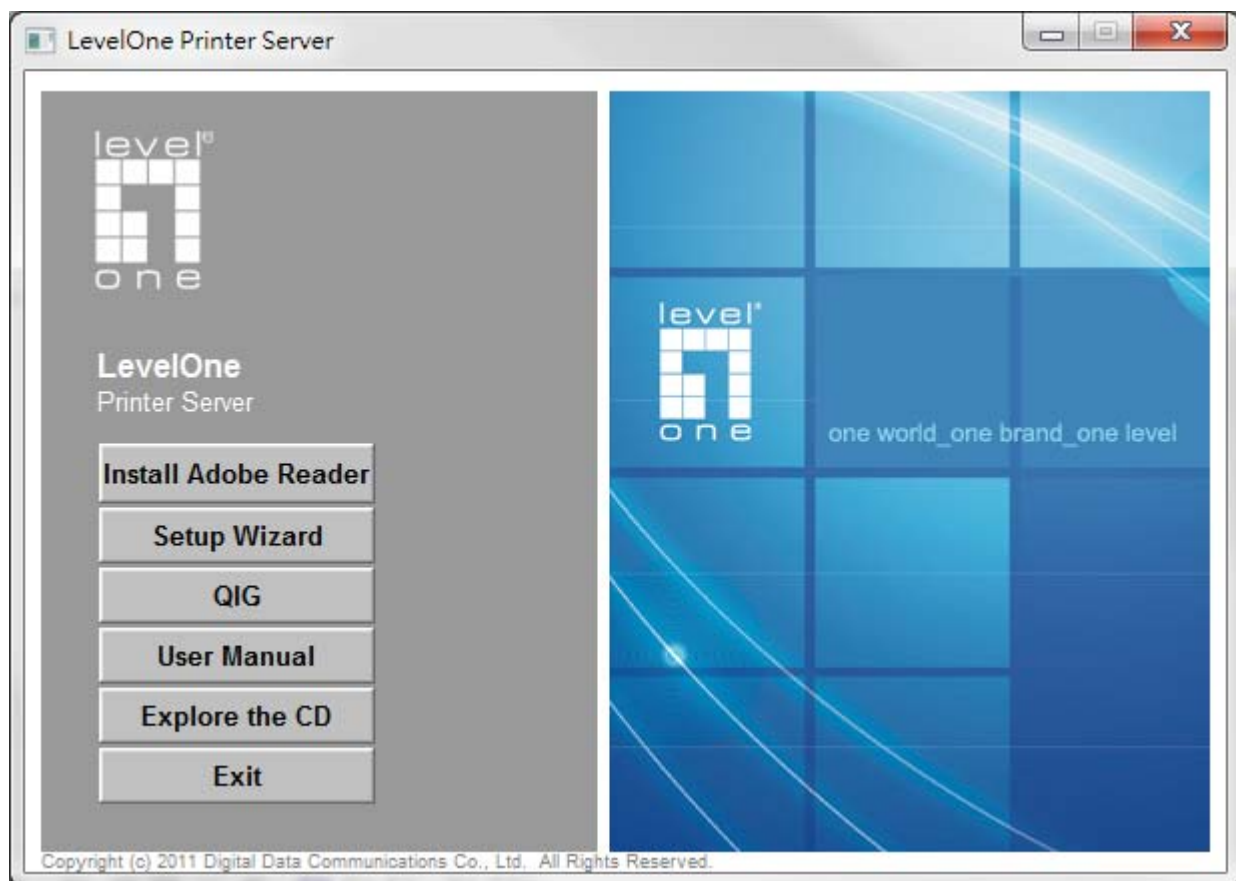 LevelOne Printer Server
level®
one
LevelOne
Printer Server
Install Adobe Reader
Setup Wizard
QIG
User Manual
Explore the CD
Exit
level®
one
one world_one brand_one level
Copyright (c) 2011 Digital Data Communications Co., Ltd. All Rights Reserved.